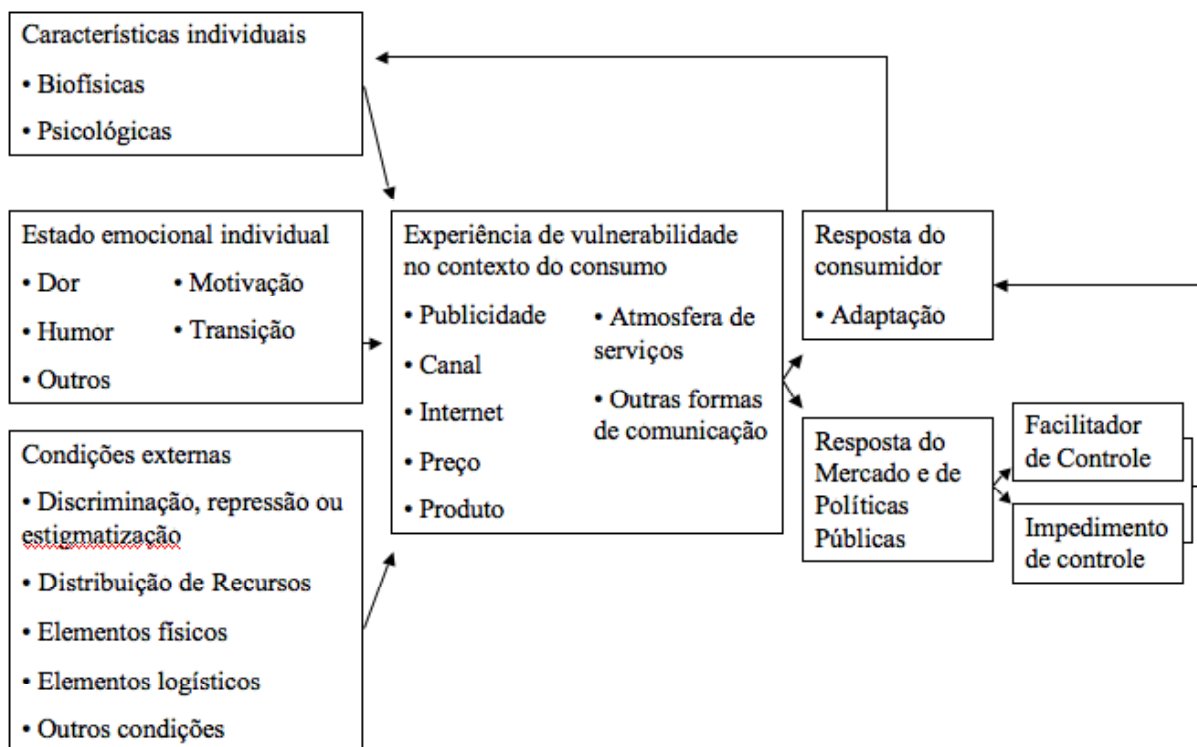 Características individuais
• Biofísicas
• Psicológicas
Estado emocional individual
• Dor
• Motivação
• Humor
• Transição
• Outros
Condições externas
• Discriminação, repressão ou
estigmatização
• Distribuição de Recursos
• Elementos físicos
• Elementos logísticos
• Outros condições
Experiência de vulnerabilidade
no contexto do consumo
• Publicidade
• Canal
• Internet
• Preço
• Produto
• Atmosfera de
serviços
• Outras formas
de comunicação
Resposta do
consumidor
• Adaptação
Resposta do
Mercado e de
Políticas
Públicas
Facilitador
de Controle
Impedimento
de controle